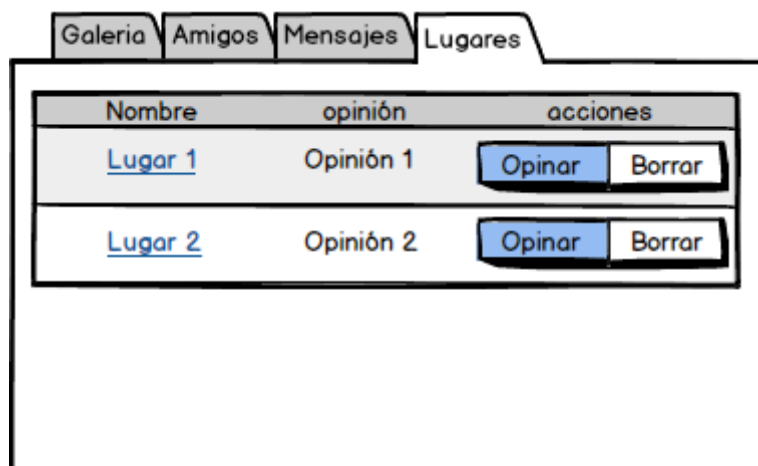 Galeria Amigos Mensajes Lugares
Nombre opinión acciones
Lugar 1 Opinión 1 Opinar Borrar
Lugar 2 Opinión 2 Opinar Borrar